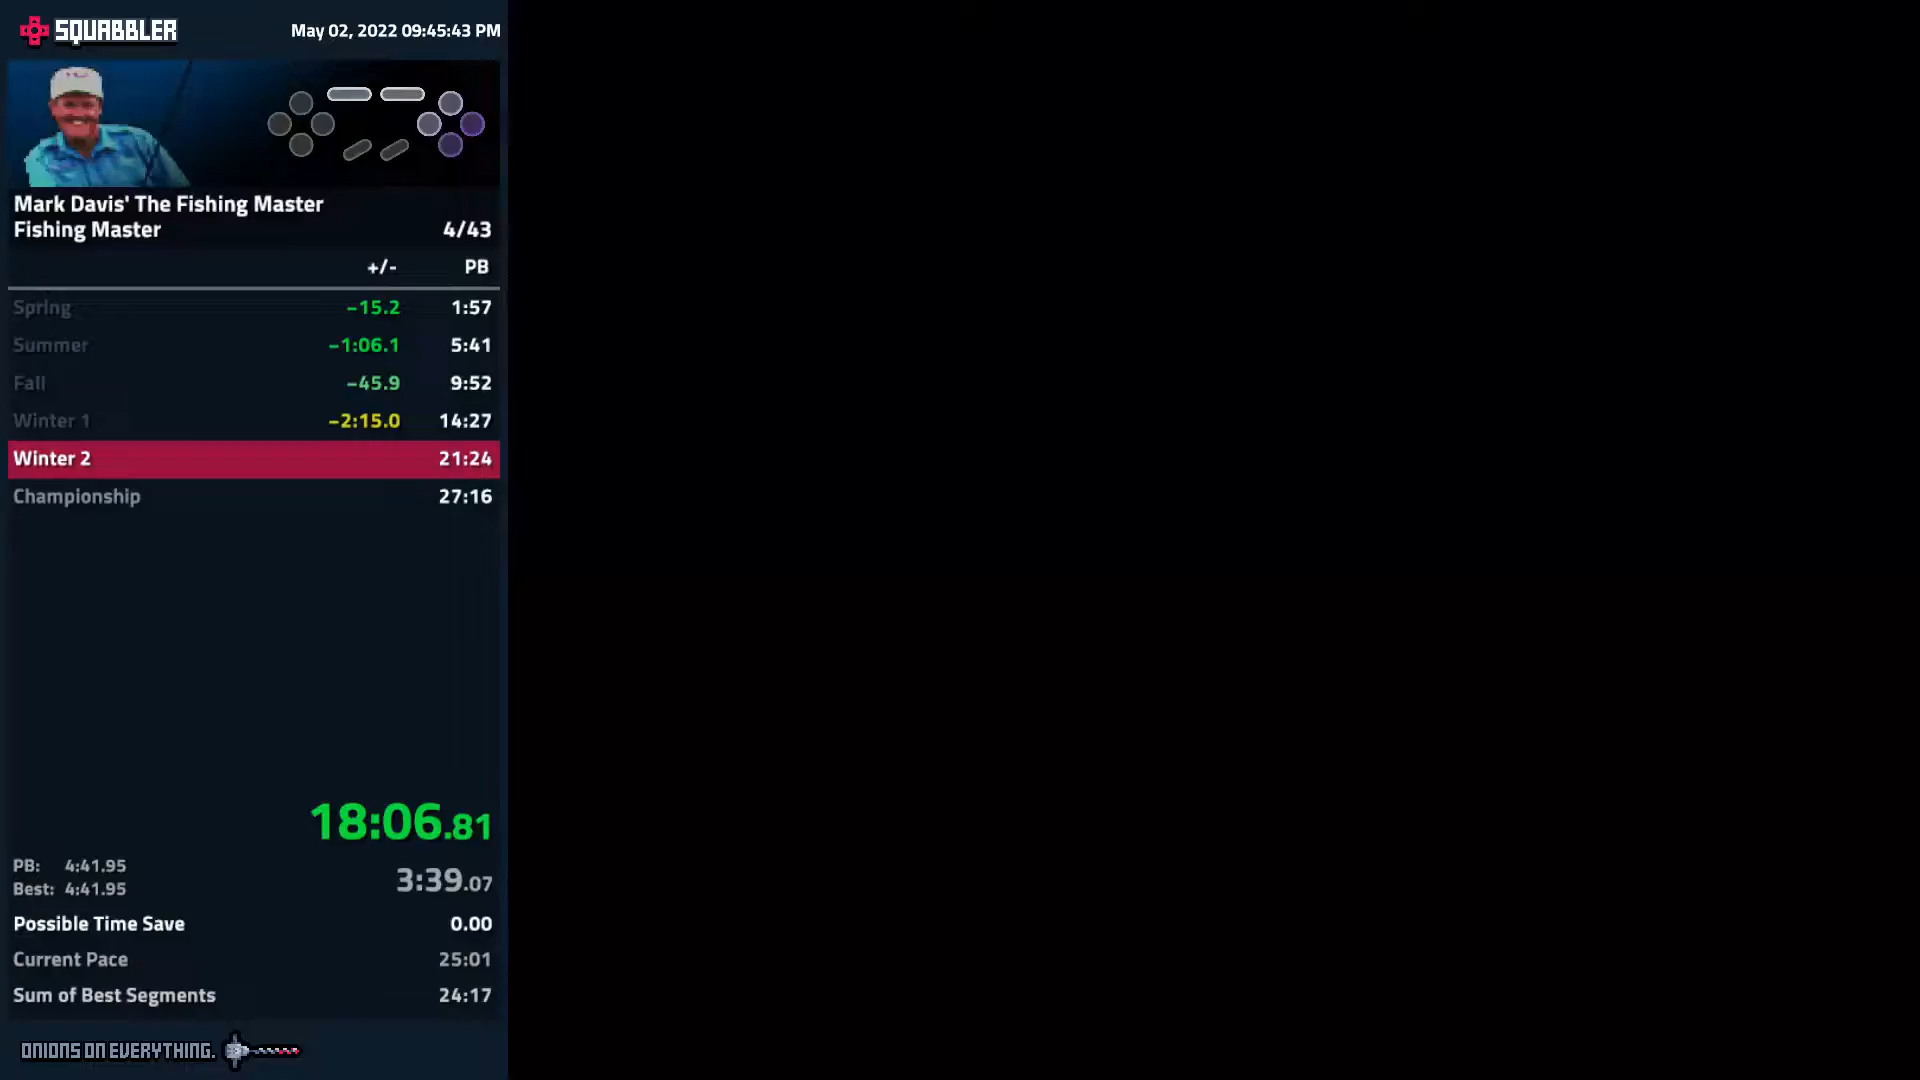 SQUABBLER
May 02, 2022 09:45:43 PM
Mark Davis' The Fishing Master
Fishing Master 4/43
+/- PB
Spring -15.2 1:57
Summer -1:06.1 5:41
Fall -45.9 9:52
Winter 1 -2:15.0 14:27
Winter 2 21:24
Championship 27:16
18:06.81
PB: 4:41.95
Best: 4:41.95
3:39.07
Possible Time Save 0.00
Current Pace 25:01
Sum of Best Segments 24:17
ONIONS ON EVERYTHING.